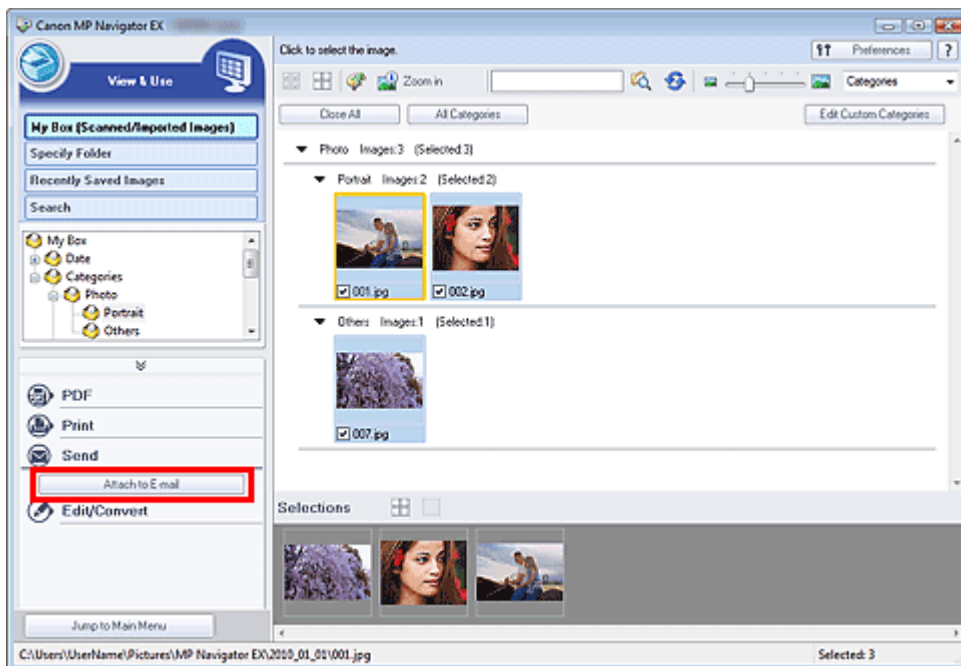 Canon MP Navigator EX
View & Use
My Box (Scanned/Imported Images)
Specify Folder
Recently Saved Images
Search
My Box
Date
Categories
Photo
Portrait
Others
PDF
Print
Send
Attach to E-mail
Edit/Convert
Jump to Main Menu
Click to select the image.
Preferences
?
Zoom in
Categories
Close All
All Categories
Edit Custom Categories
Photo Images:3 (Selected:3)
Portrait Images:2 (Selected:2)
001.jpg
002.jpg
Others Images:1 (Selected:1)
007.jpg
Selections
C:\Users\UserName\Pictures\MP Navigator EX\2010_01_01\001.jpg
Selected: 3